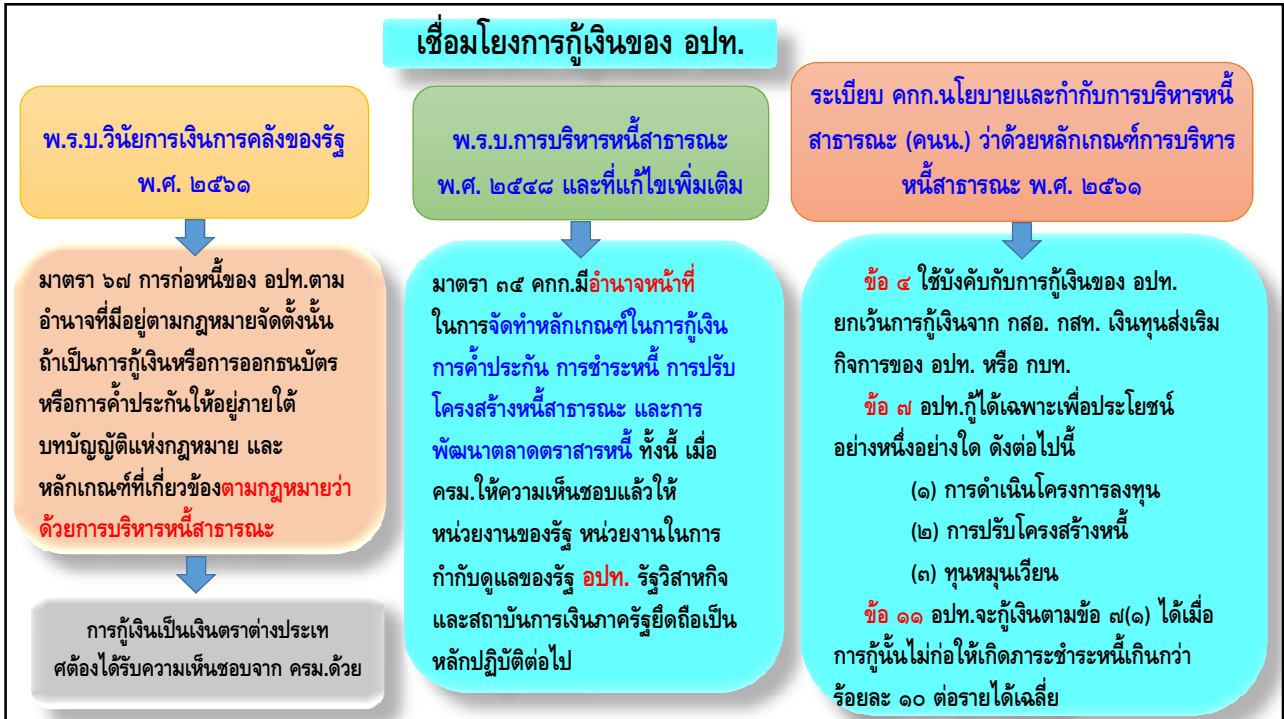 เชื่อมโยงการกู้เงินของ อปท.
พ.ร.บ.วินัยการเงินการคลังของรัฐ
พ.ศ. ๒๕๖๑
มาตรา ๖๗ การก่อหนี้ของ อปท.ตาม
อำนาจที่มีอยู่ตามกฎหมายจัดตั้งนั้น
ถ้าเป็นการกู้เงินหรือการออกธนบัตร
หรือการค้ำประกันให้อยู่ภายใต้
บทบัญญัติแห่งกฎหมาย และ
หลักเกณฑ์ที่เกี่ยวข้องตามกฎหมายว่า
ด้วยการบริหารหนี้สาธารณะ
การกู้เงินเป็นเงินตราต่างประเท
ศต้องได้รับความเห็นชอบจาก ครม.ด้วย
พ.ร.บ.การบริหารหนี้สาธารณะ
พ.ศ. ๒๕๔๘ และที่แก้ไขเพิ่มเติม
มาตรา ๓๕ คกก.มีอำนาจหน้าที่
ในการจัดทำหลักเกณฑ์ในการกู้เงิน
การค้ำประกัน การชำระหนี้ การปรับ
โครงสร้างหนี้สาธารณะ และการ
พัฒนาตลาดตราสารหนี้ ทั้งนี้ เมื่อ
ครม.ให้ความเห็นชอบแล้วให้
หน่วยงานของรัฐ หน่วยงานในการ
กำกับดูแลของรัฐ อปท. รัฐวิสาหกิจ
และสถาบันการเงินภาครัฐยึดถือเป็น
หลักปฏิบัติต่อไป
ระเบียบ คกก.นโยบายและกำกับการบริหารหนี้
สาธารณะ (คนน.) ว่าด้วยหลักเกณฑ์การบริหาร
หนี้สาธารณะ พ.ศ. ๒๕๖๑
ข้อ ๔ ใช้บังคับกับการกู้เงินของ อปท.
ยกเว้นการกู้เงินจาก กสอ. กสท. เงินทุนส่งเริม
กิจการของ อปท. หรือ กบท.
ข้อ ๗ อปท.กู้ได้เฉพาะเพื่อประโยชน์
อย่างหนึ่งอย่างใด ดังต่อไปนี้
(๑) การดำเนินโครงการลงทุน
(๒) การปรับโครงสร้างหนี้
(๓) ทุนหมุนเวียน
ข้อ ๑๑ อปท.จะกู้เงินตามข้อ ๗(๑) ได้เมื่อ
การกู้นั้นไม่ก่อให้เกิดภาระชำระหนี้เกินกว่า
ร้อยละ ๑๐ ต่อรายได้เฉลี่ย